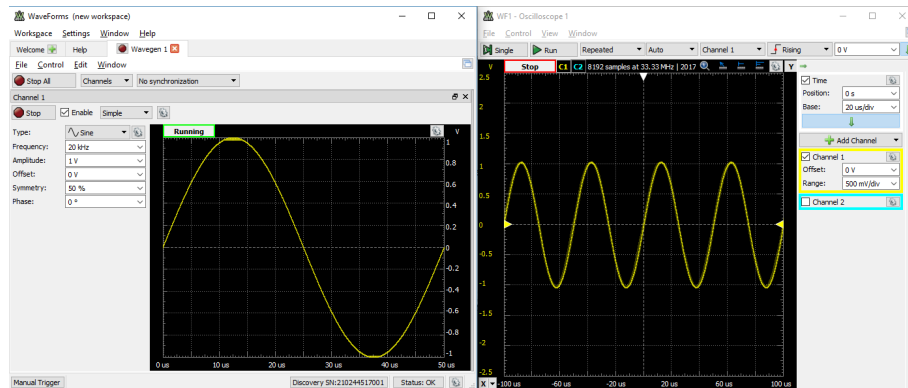 WaveForms (new workspace)
Workspace Settings Window Help
Welcome Help Wavegen 1
File Control Edit Window
Stop All Channels No synchronization
Channel 1
Stop Enable Simple
Type: Sine
Frequency: 20 kHz
Amplitude: 1 V
Offset: 0 V
Symmetry: 50 %
Phase: 0 °
Running V
1
0.8
0.6
0.4
0.2
0
-0.2
-0.4
-0.6
-0.8
-1
0 us 10 us 20 us 30 us 40 us 50 us
Manual Trigger Discovery SN:210244517001 Status: OK
WF1 - Oscilloscope 1
File Control View Window
Single Run Repeated Auto Channel 1 Rising 0 V
V Stop C1 C2 8192 samples at 33.33 MHz | 2017 Y
2.5
2
1.5
1
0.5
0
-0.5
-1
-1.5
-2
-2.5
X -100 us -60 us -20 us 20 us 60 us 100 us
Time
Position: 0 s
Base: 20 us/div
Add Channel
Channel 1
Offset: 0 V
Range: 500 mV/div
Channel 2